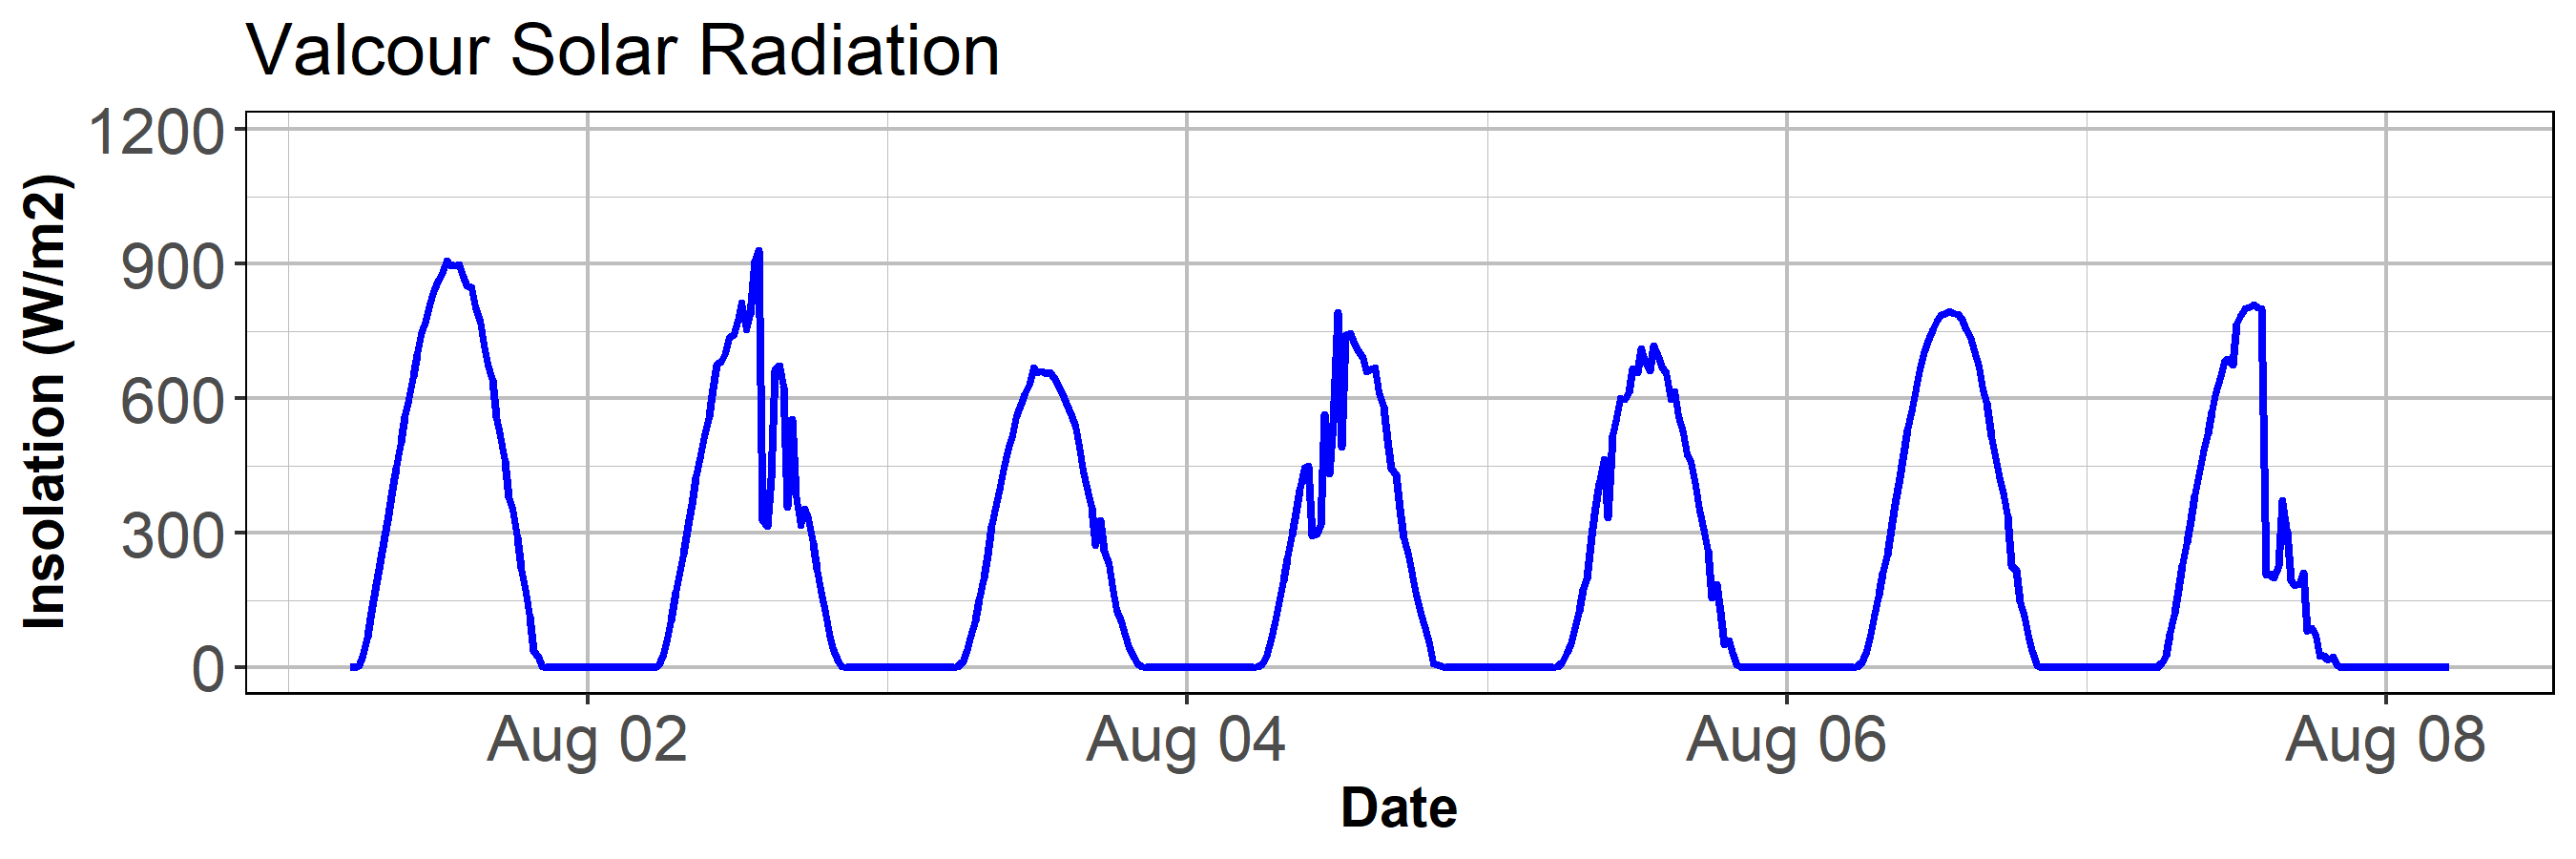 Valcour Solar Radiation
1200
900
600
300
0
Insolation (W/m2)
Aug 02
Aug 04
Aug 06
Aug 08
Date